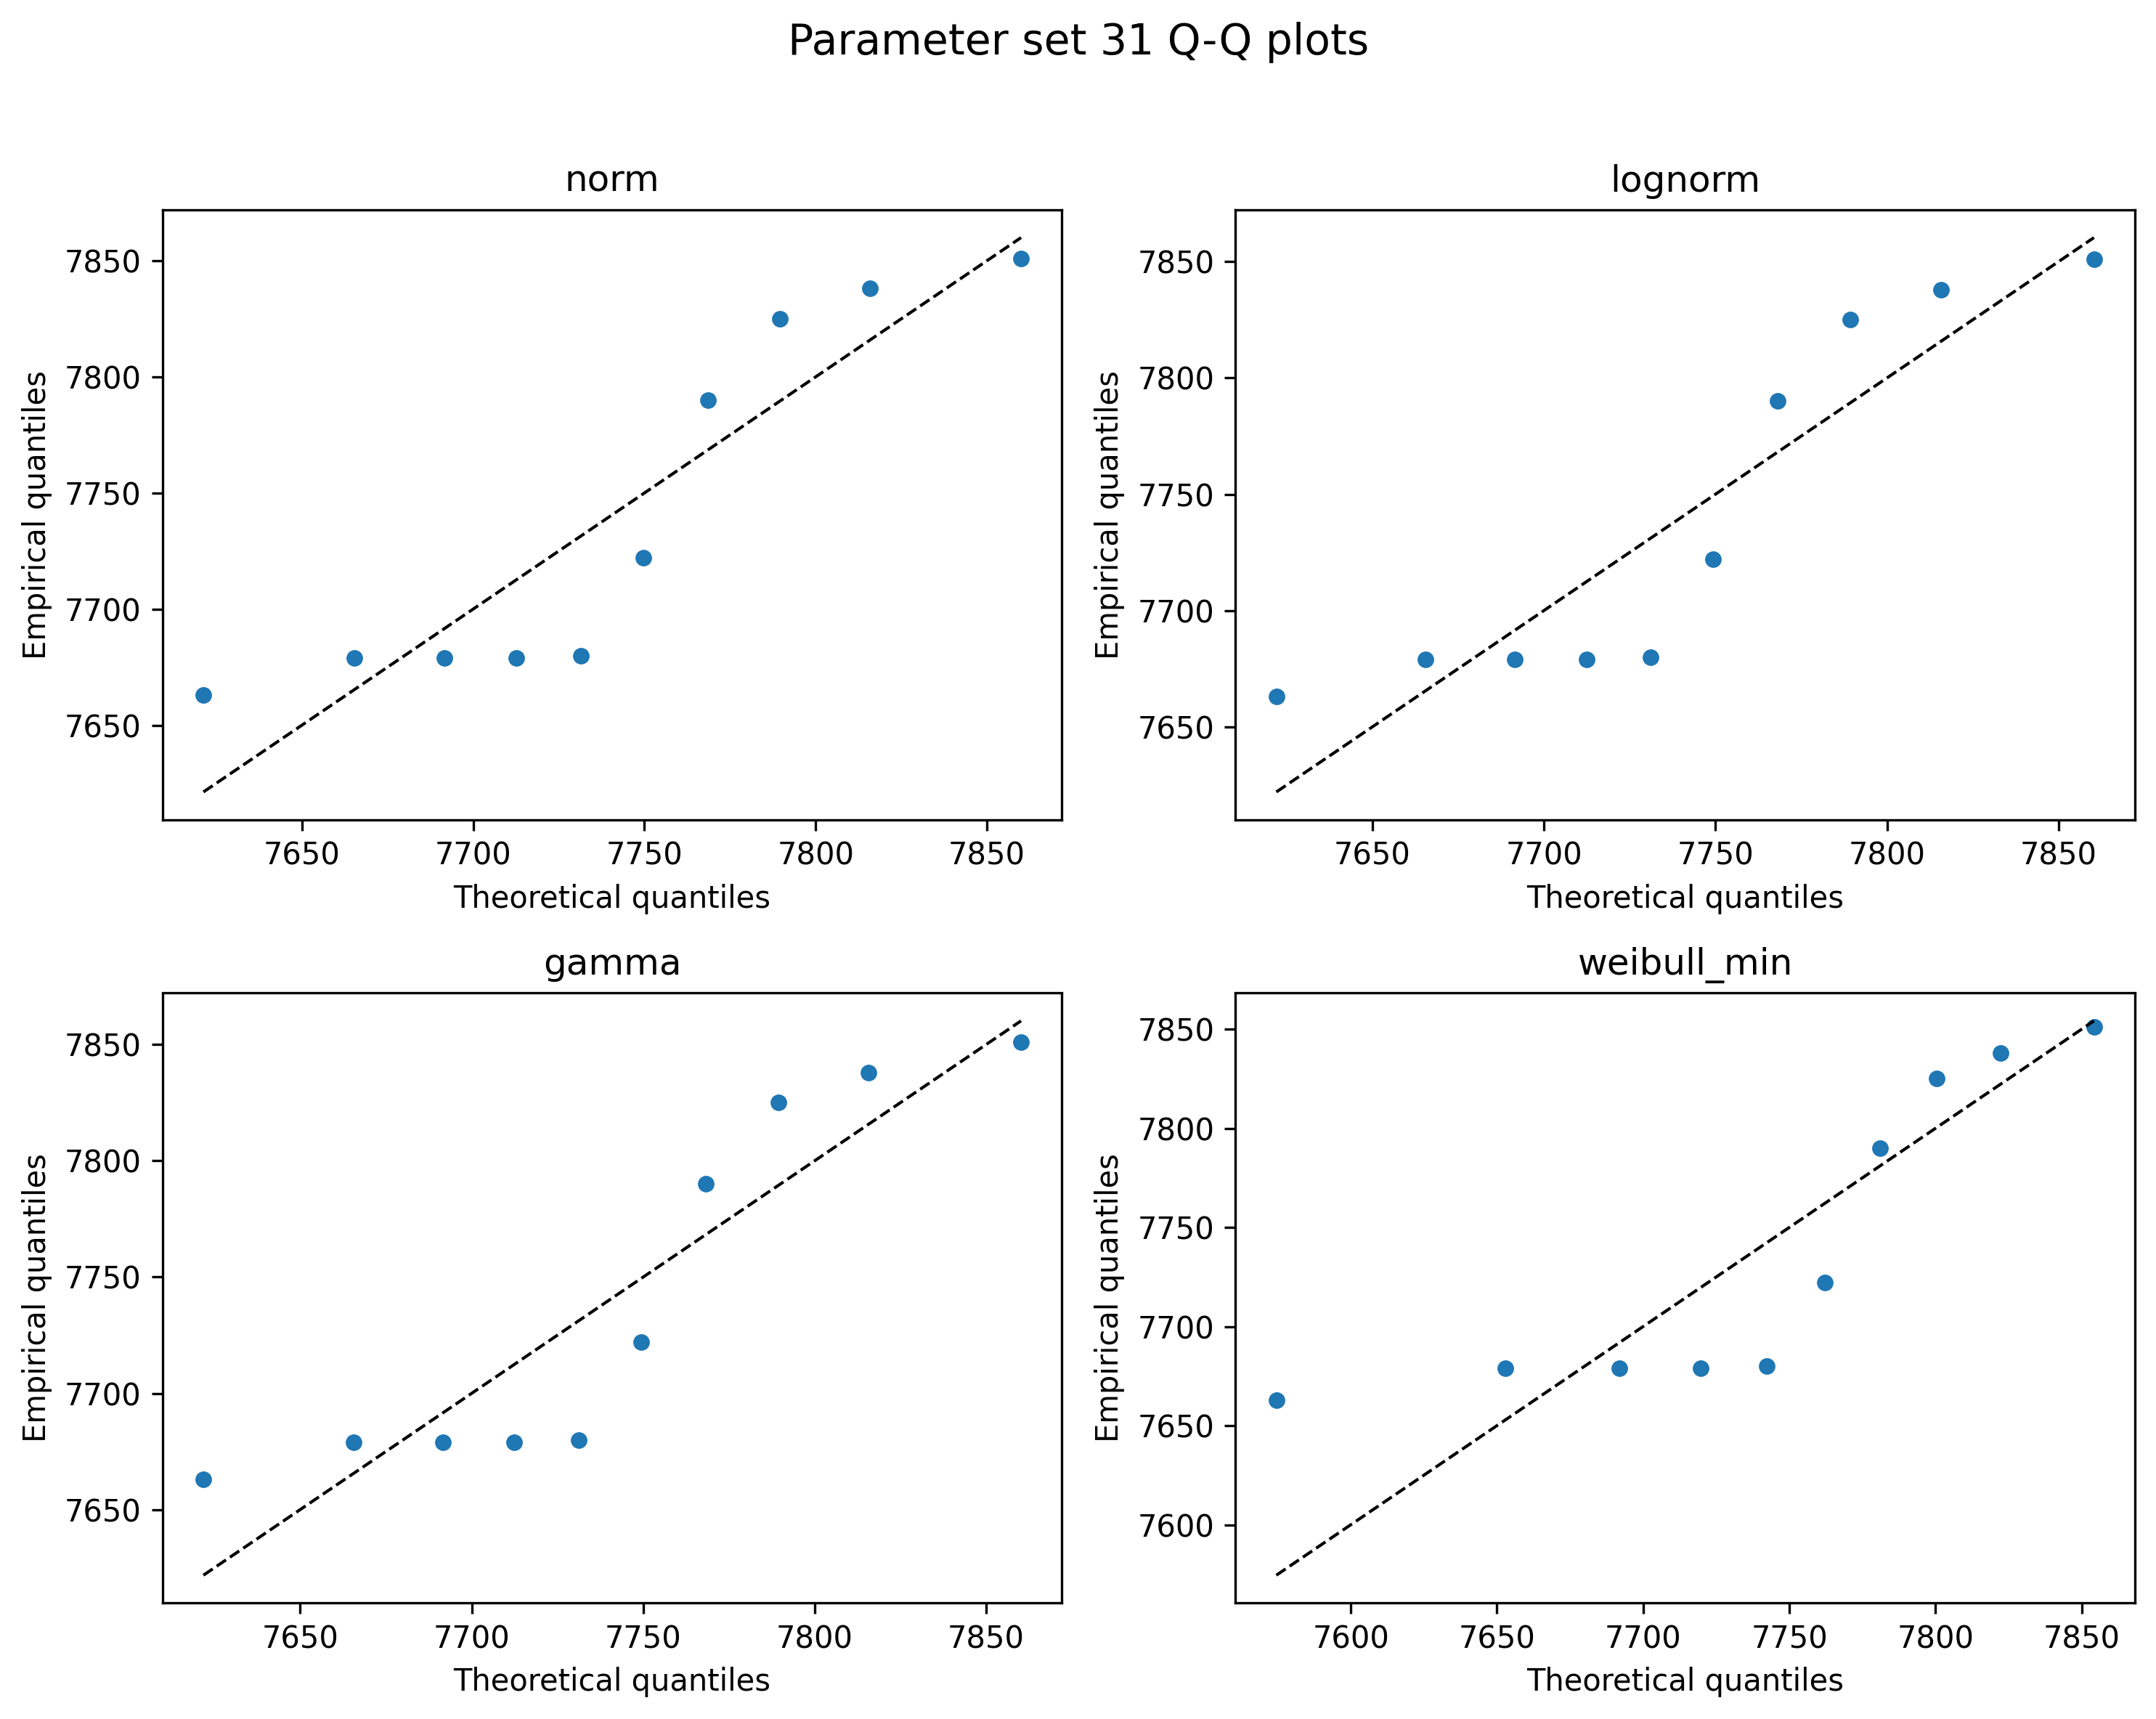 Parameter set 31 Q-Q plots
norm
7850
7800
7750
7700
7650
Empirical quantiles
7650 7700 7750 7800 7850
Theoretical quantiles
lognorm
7850
7800
7750
7700
7650
Empirical quantiles
7650 7700 7750 7800 7850
Theoretical quantiles
gamma
7850
7800
7750
7700
7650
Empirical quantiles
7650 7700 7750 7800 7850
Theoretical quantiles
weibull_min
7850
7800
7750
7700
7650
7600
Empirical quantiles
7600 7650 7700 7750 7800 7850
Theoretical quantiles